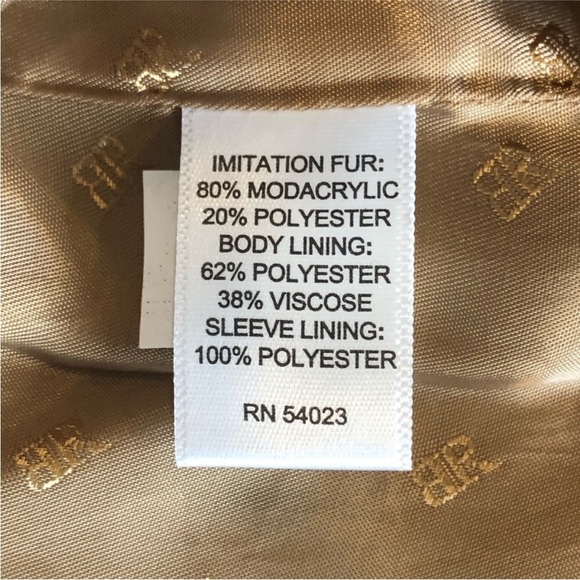 IMITATION FUR:
80% MODACRYLIC
20% POLYESTER
BODY LINING:
62% POLYESTER
38% VISCOSE
SLEEVE LINING:
100% POLYESTER
RN 54023